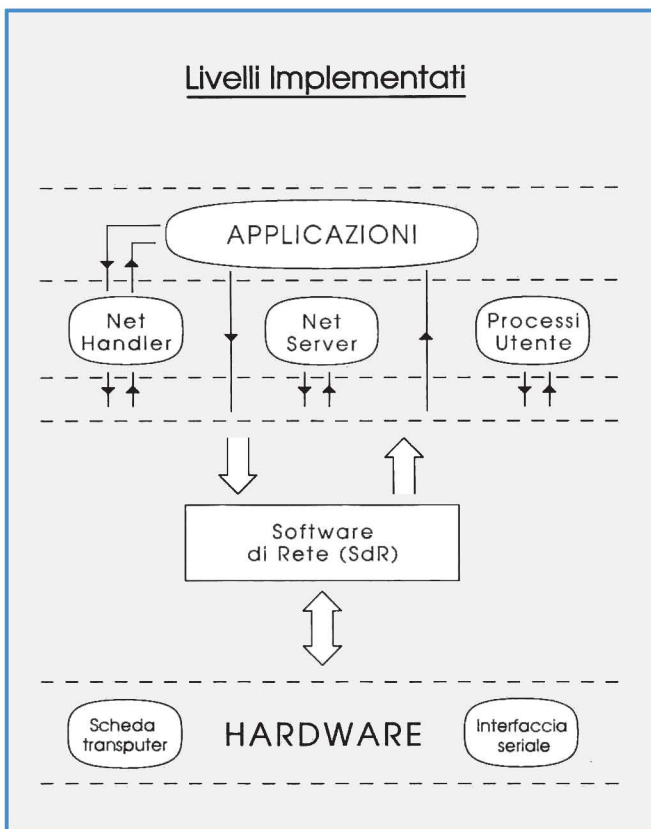 Livelli Implementati
APPLICAZIONI
Net
Handler
Net
Server
Processi
Utente
Software
di Rete (SdR)
Scheda
transputer
HARDWARE
Interfaccia
seriale